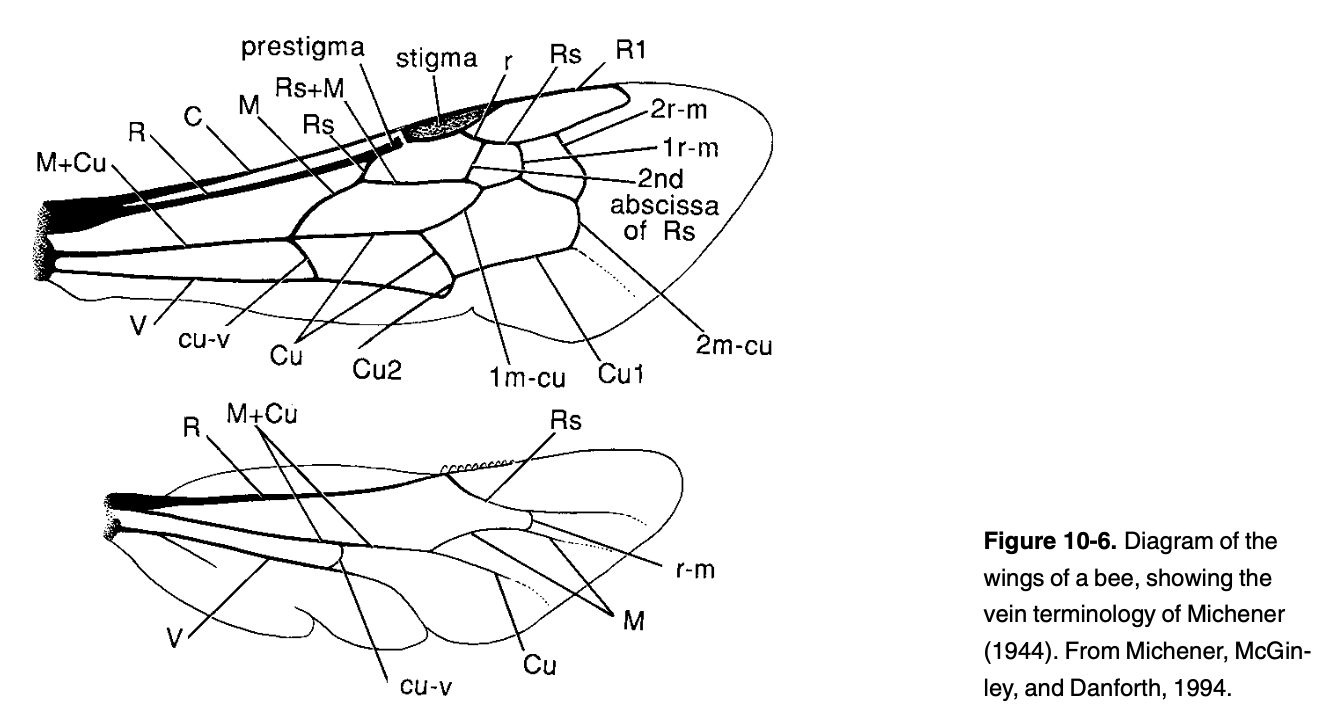 prestigma
stigma
r
Rs
R1
Rs+M
M
C
Rs
R
2r-m
1r-m
M+Cu
2nd
abscissa
of Rs
V
cu-v
Cu
Cu2
1m-cu
Cu1
2m-cu
M+Cu
R
Rs
r-m
M
V
Cu
cu-v
Figure 10-6. Diagram of the
wings of a bee, showing the
vein terminology of Michener
(1944). From Michener, McGin-
ley, and Danforth, 1994.